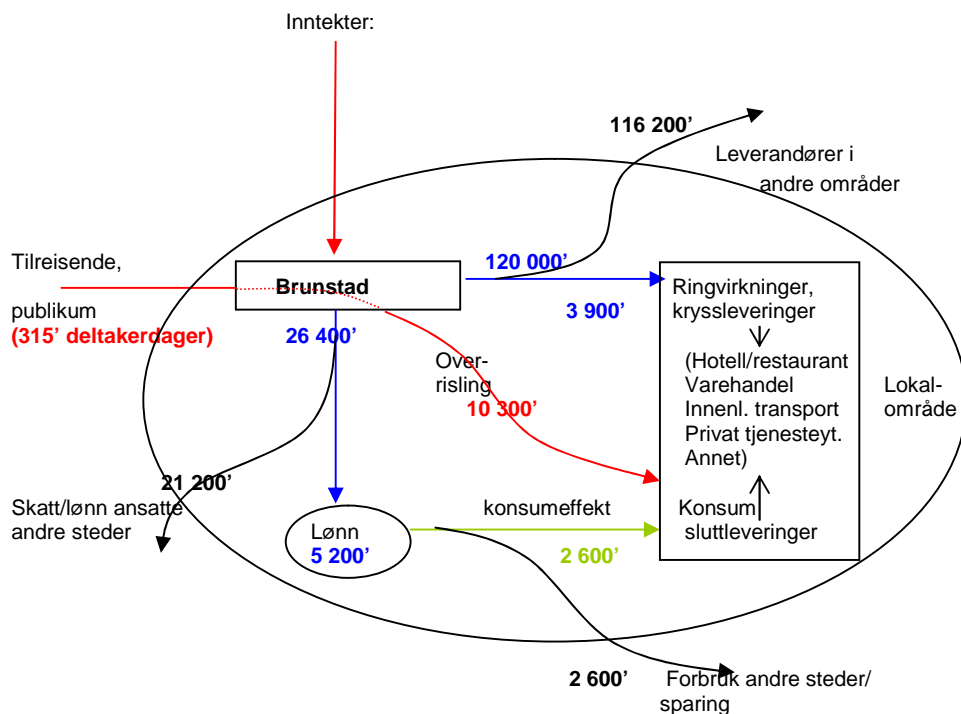 Inntekter:
116 200’
Leverandører i
andre områder
Tilreisende,
publikum
(315’ deltakerdager)
Brunstad
120 000’
3 900’
26 400’
Ringvirkninger,
kryssleveringer
(Hotell/restaurant
Varehandel
Innenl. transport
Privat tjenesteyt.
Annet)
Konsum
sluttleveringer
Lokal-
område
Over-
risling
10 300’
21 200’
Skatt/lønn ansatte
andre steder
Lønn
5 200’
konsumeffekt
2 600’
2 600’
Forbruk andre steder/
sparing